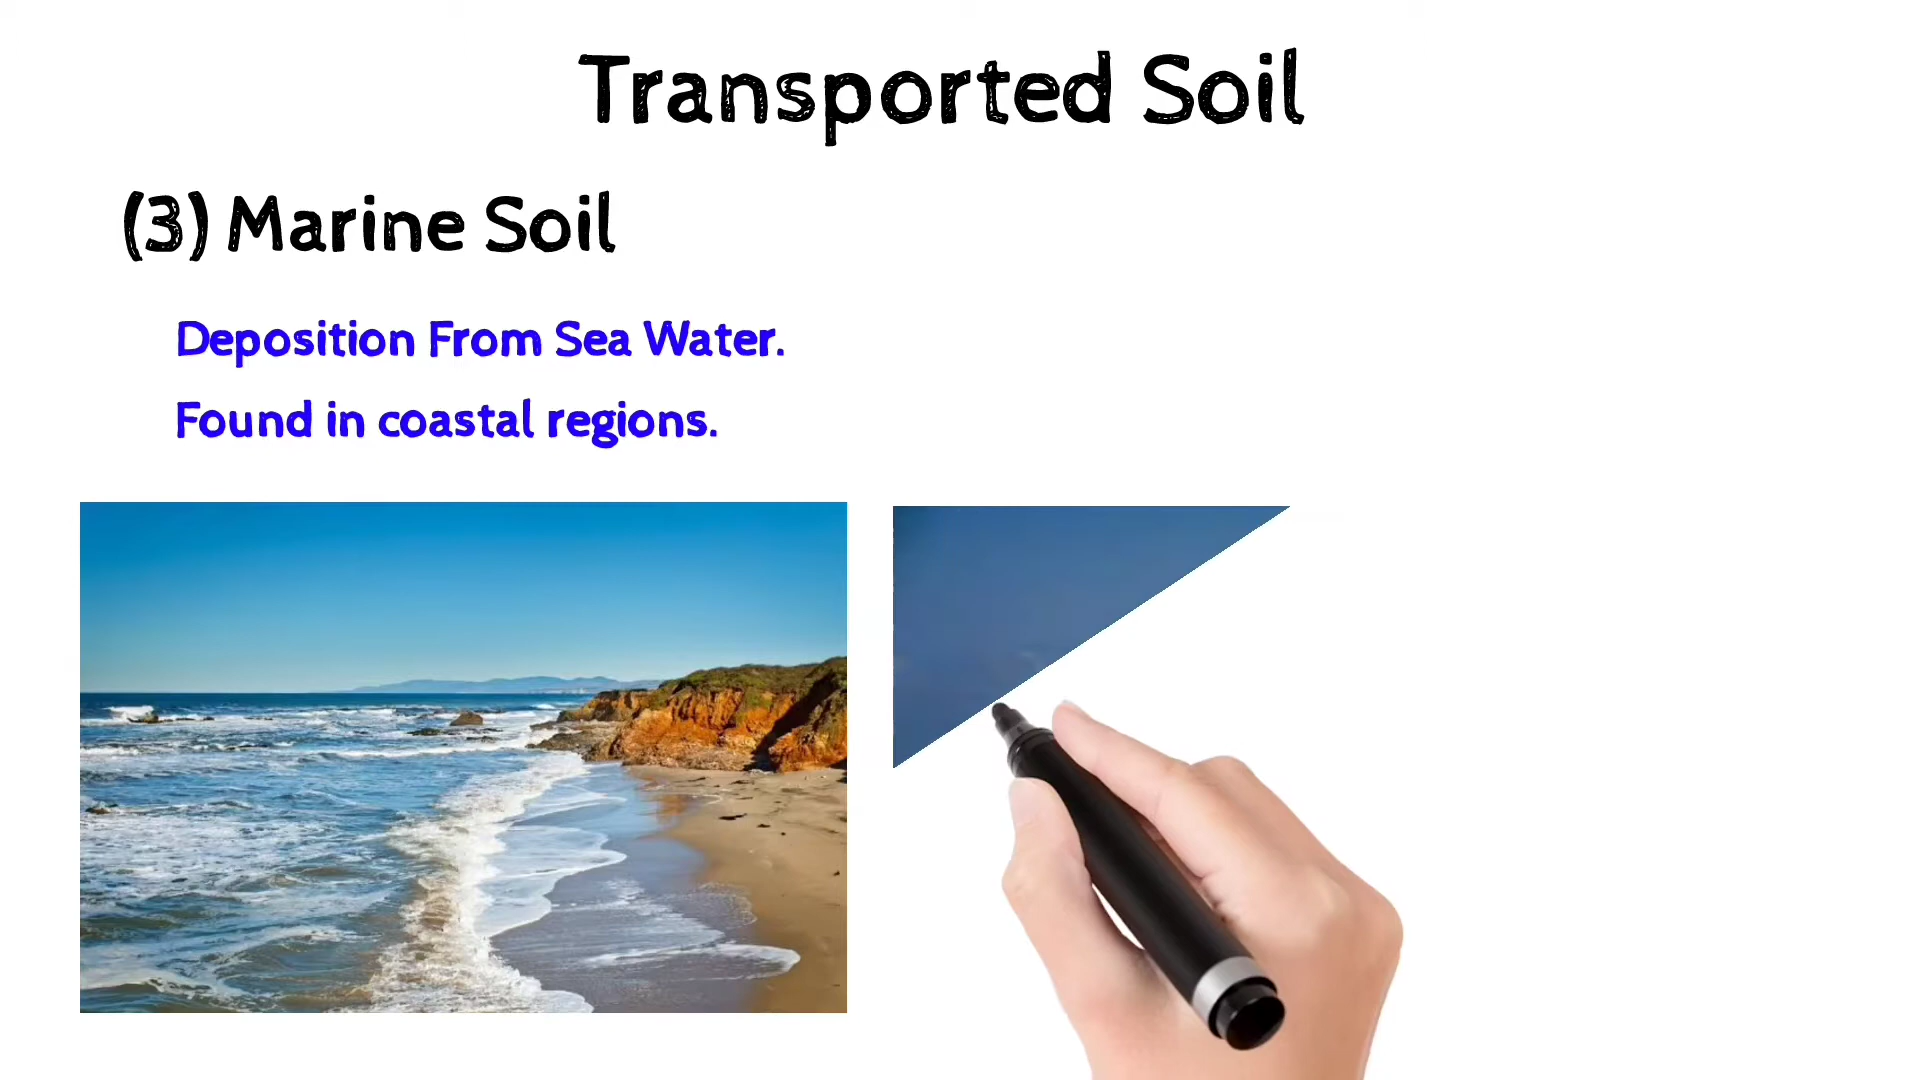 Transported Soil
(3) Marine Soil
Deposition From Sea Water.
Found in coastal regions.